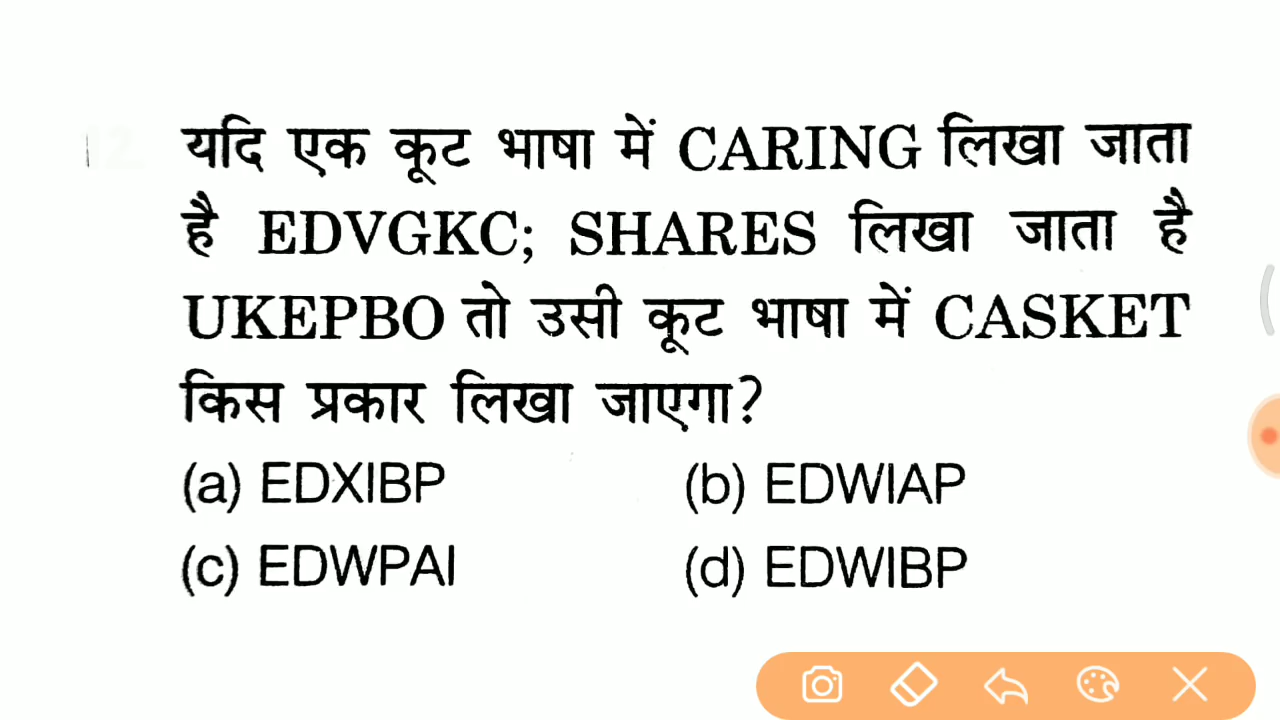 यदि एक कूट भाषा में CARING लिखा जाता
है EDVGKC; SHARES लिखा जाता है
UKEPBO तो उसी कूट भाषा में CASKET
किस प्रकार लिखा जाएगा?
(a) EDXIBP (b) EDWIAP
(c) EDWPAI (d) EDWIBP